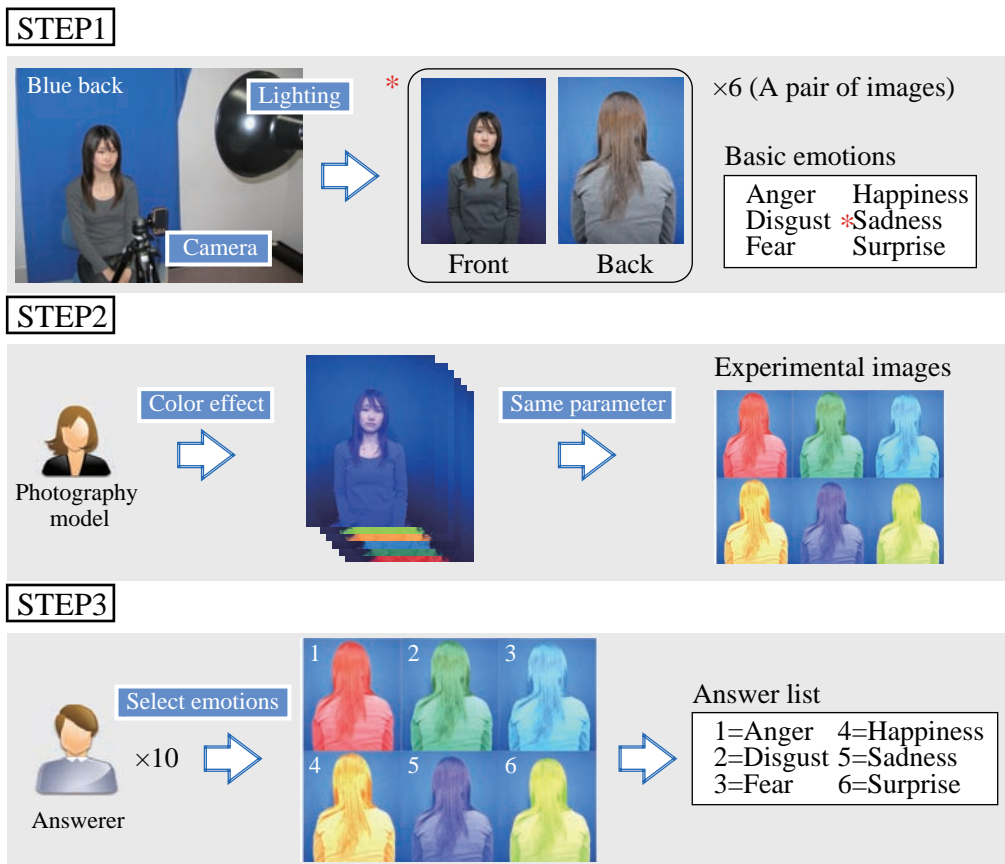 STEP1
Blue back
Lighting
Camera
*
Front
Back
×6 (A pair of images)
Basic emotions
Anger Happiness
Disgust *Sadness
Fear Surprise
STEP2
Photography
model
Color effect
Same parameter
Experimental images
STEP3
Answerer
×10
Select emotions
1 2 3
4 5 6
Answer list
1=Anger 4=Happiness
2=Disgust 5=Sadness
3=Fear 6=Surprise